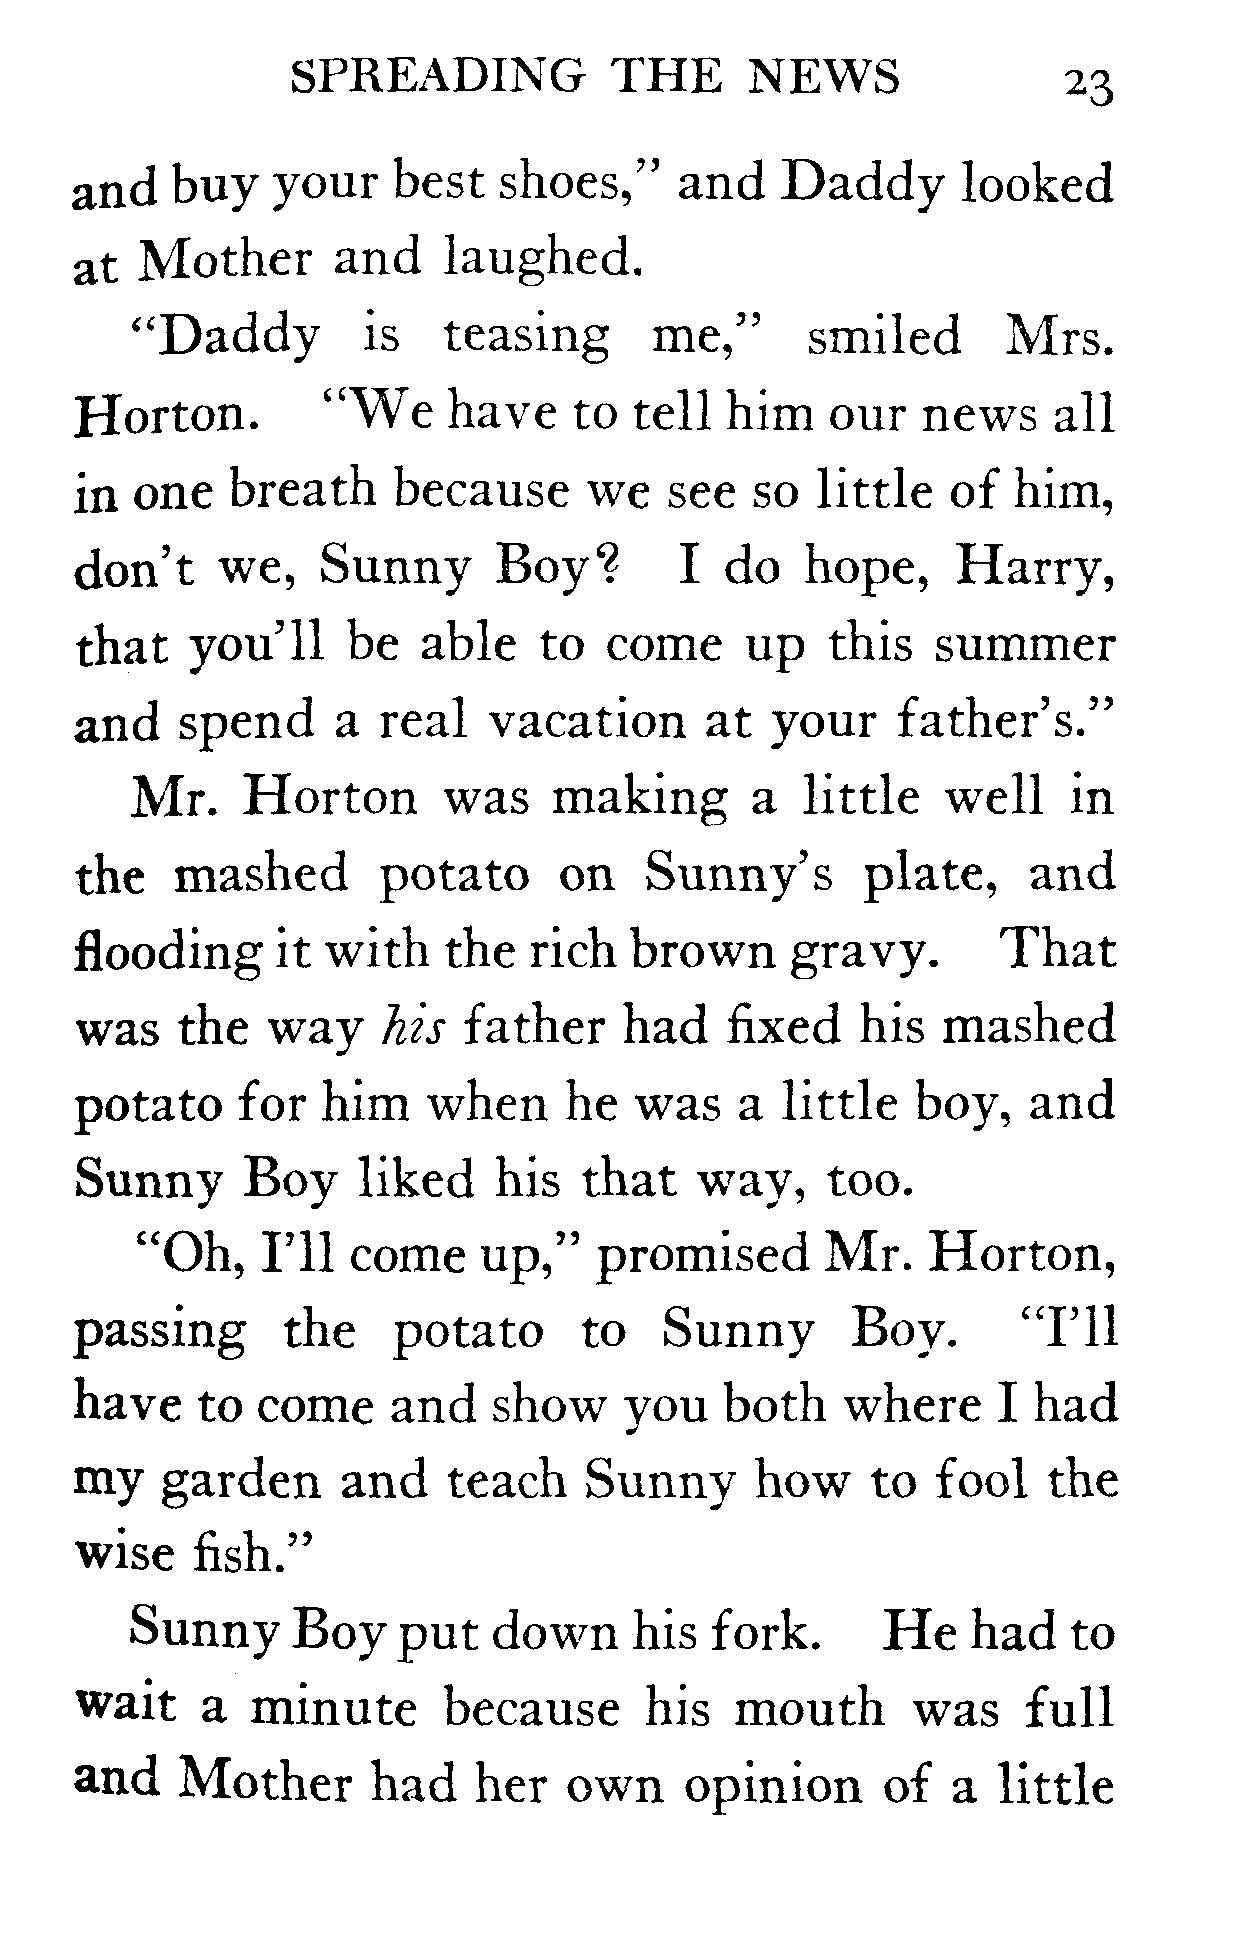 SPREADING THE NEWS 23
and buy your best shoes,” and Daddy looked
at Mother and laughed.
“Daddy is teasing me,” smiled Mrs.
Horton. “We have to tell him our news all
in one breath because we see so little of him,
don’t we, Sunny Boy? I do hope, Harry,
that you’ll be able to come up this summer
and spend a real vacation at your father’s.”
Mr. Horton was making a little well in
the mashed potato on Sunny’s plate, and
flooding it with the rich brown gravy. That
was the way his father had fixed his mashed
potato for him when he was a little boy, and
Sunny Boy liked his that way, too.
“Oh, I’ll come up,” promised Mr. Horton,
passing the potato to Sunny Boy. “I’ll
have to come and show you both where I had
my garden and teach Sunny how to fool the
wise fish.”
Sunny Boy put down his fork. He had to
wait a minute because his mouth was full
and Mother had her own opinion of a little